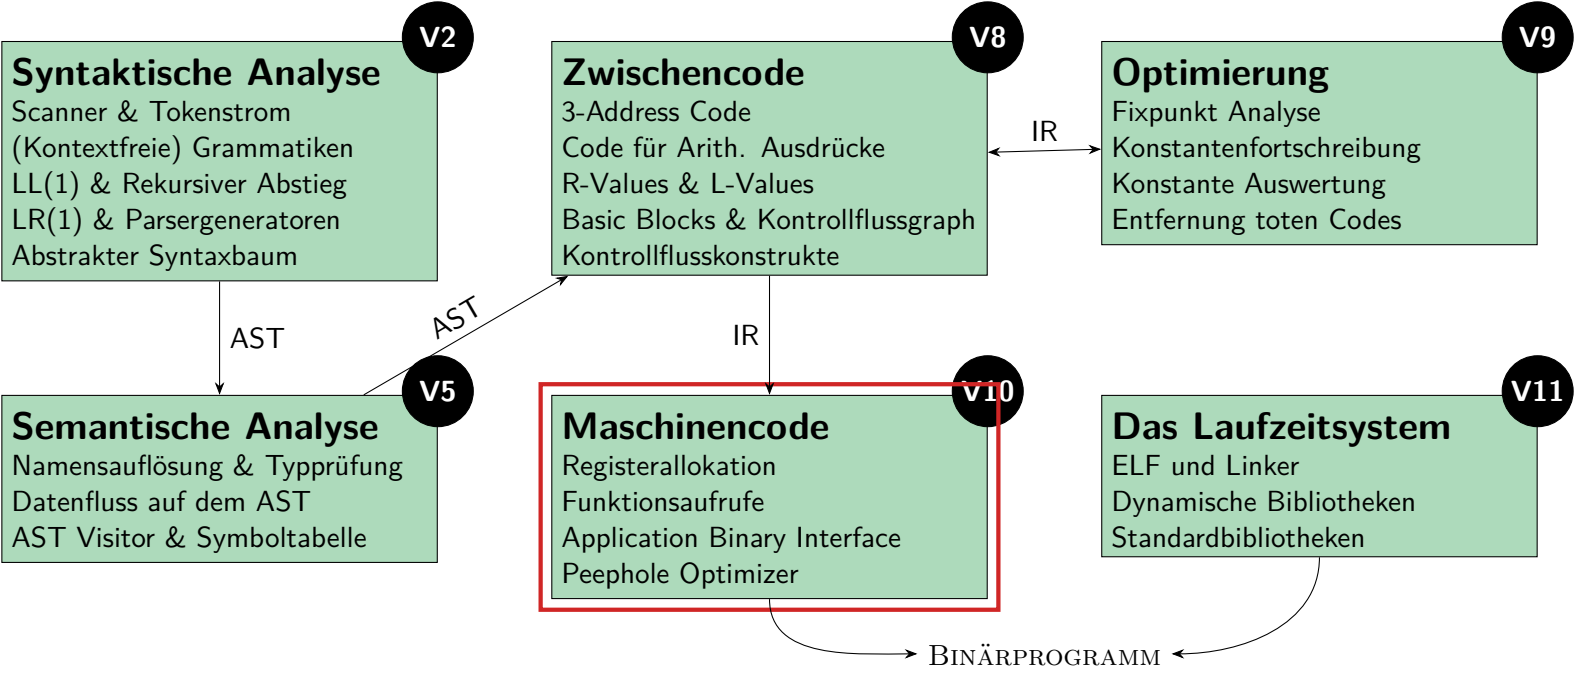 V2
Syntaktische Analyse
Scanner & Tokenstrom
(Kontextfreie) Grammatiken
LL(1) & Rekursiver Abstieg
LR(1) & Parsergeneratoren
Abstrakter Syntaxbaum
V8
Zwischencode
3-Address Code
Code für Arith. Ausdrücke
R-Values & L-Values
Basic Blocks & Kontrollflussgraph
Kontrollflusskonstrukte
IR
V9
Optimierung
Fixpunkt Analyse
Konstantenfortschreibung
Konstante Auswertung
Entfernung toten Codes
AST
AST
IR
V5
Semantische Analyse
Namensauflösung & Typprüfung
Datenfluss auf dem AST
AST Visitor & Symboltabelle
V10
Maschinencode
Registerallokation
Funktionsaufrufe
Application Binary Interface
Peephole Optimizer
V11
Das Laufzeitsystem
ELF und Linker
Dynamische Bibliotheken
Standardbibliotheken
BINÄRPROGRAMM